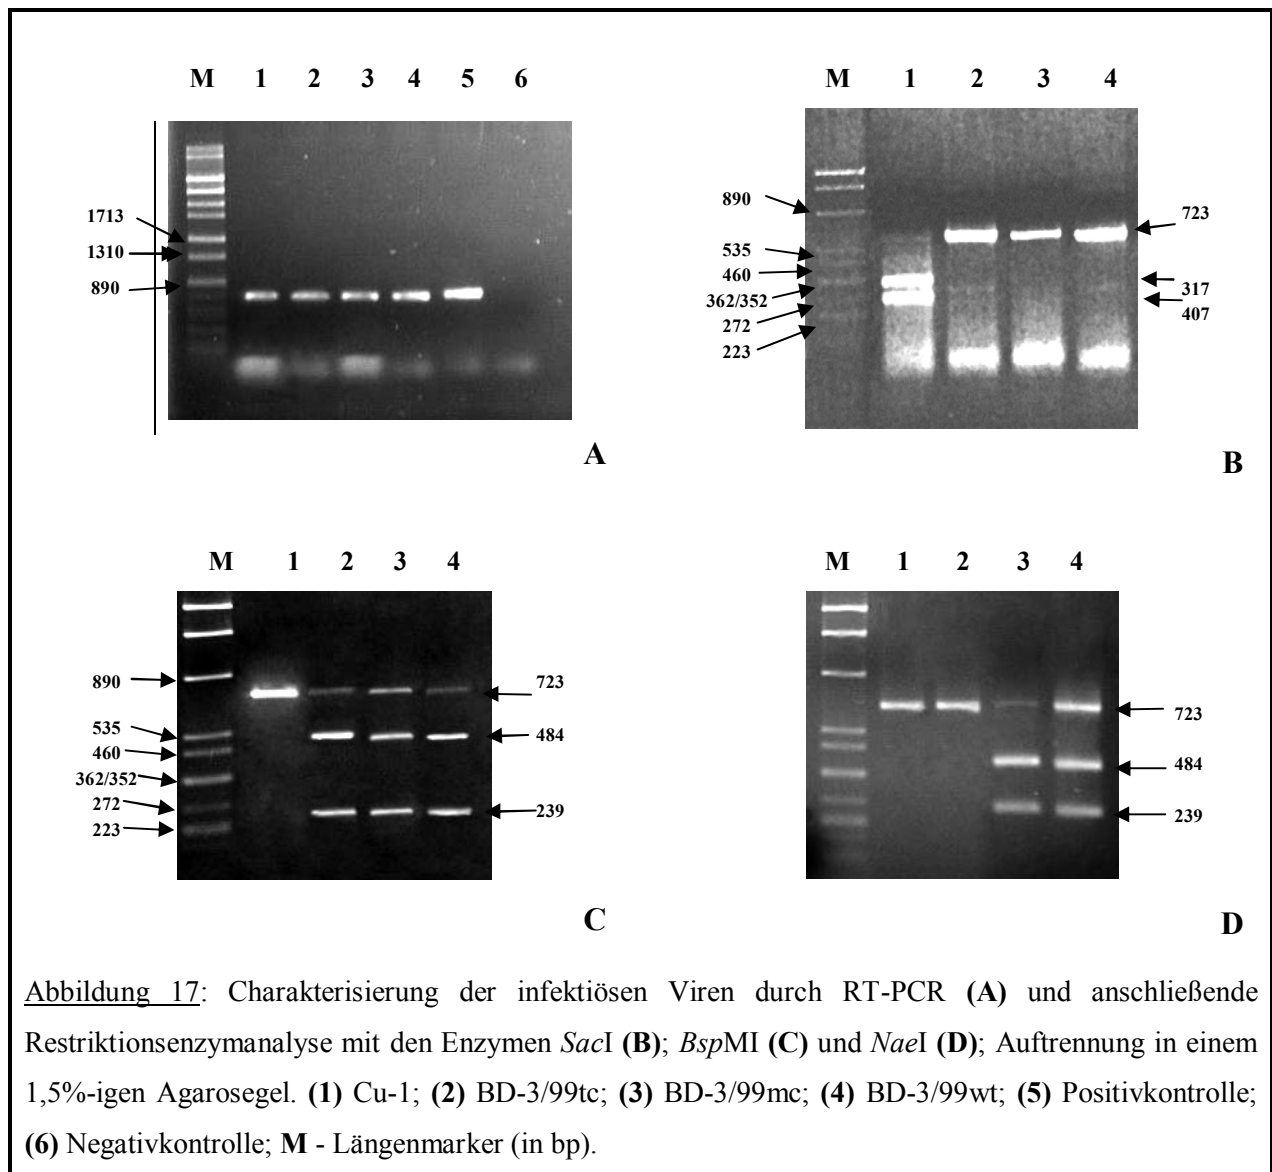 M 1 2 3 4 5 6
1713
1310
890
A
M 1 2 3 4
890
535
460
362/352
272
223
723
317
407
B
M 1 2 3 4
890
535
460
362/352
272
223
723
484
239
C
M 1 2 3 4
723
484
239
D
Abbildung 17: Charakterisierung der infektiösen Viren durch RT-PCR (A) und anschließende
Restriktionsenzymanalyse mit den Enzymen SacI (B); BspMI (C) und NaeI (D); Auftrennung in einem
1,5%-igen Agarosegel. (1) Cu-1; (2) BD-3/99tc; (3) BD-3/99mc; (4) BD-3/99wt; (5) Positivkontrolle;
(6) Negativkontrolle; M - Längenmarker (in bp).